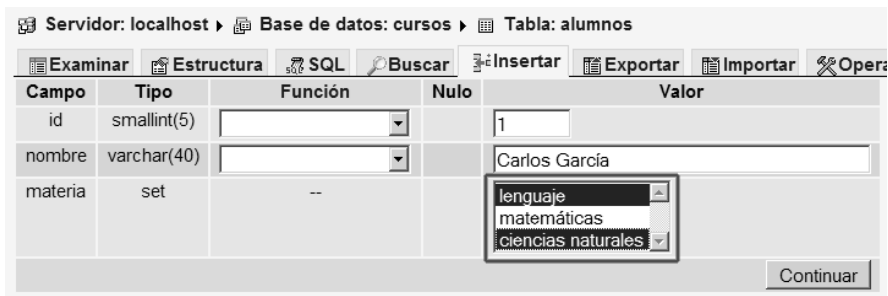 Servidor: localhost ▸ Base de datos: cursos ▸ Tabla: alumnos
Examinar Estructura SQL Buscar Insertar Exportar Importar Opera
Campo Tipo Función Nulo Valor
id smallint(5) 1
nombre varchar(40) Carlos García
materia set -- lenguaje
matemáticas
ciencias naturales
Continuar